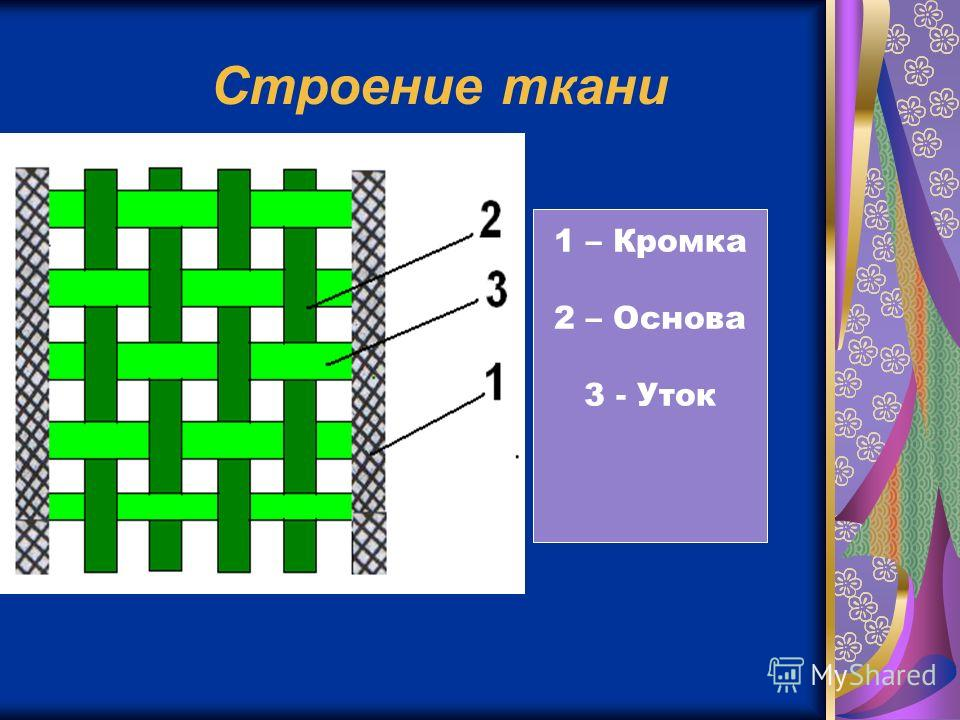 Строение ткани
2
3
1
1 – Кромка
2 – Основа
3 - Уток
MyShared